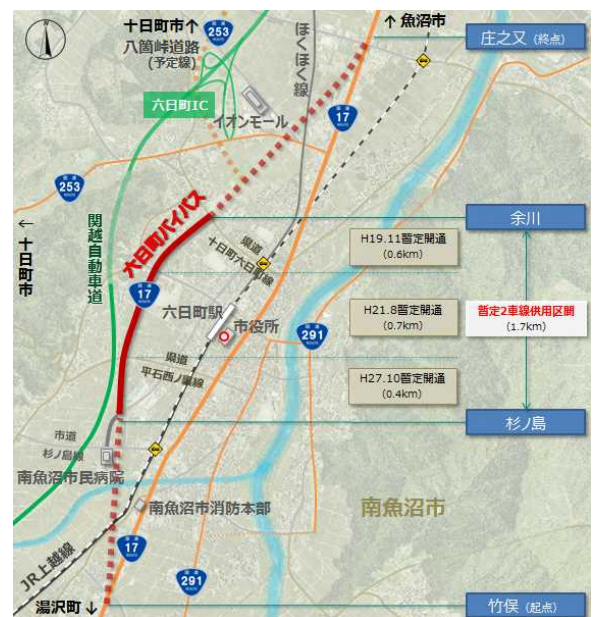 十日町市↑
253
八箇峠道路
(予定線)
↑魚沼市
庄之又 (終点)
六日町IC
イオンモール
ほくほく線
17
253
←十日町市
関越自動車道
六日町バイパス
17
余川
県道
十日町六日町線
H19.11暫定開通
(0.6km)
六日町駅
市役所
291
H21.8暫定開通
(0.7km)
暫定2車線供用区間
(1.7km)
県道
平石西ノ裏線
H27.10暫定開通
(0.4km)
杉ノ島
市道
杉ノ島線
南魚沼市民病院
南魚沼市消防本部
南魚沼市
JR上越線
17
291
湯沢町↓
竹俣 (起点)
N